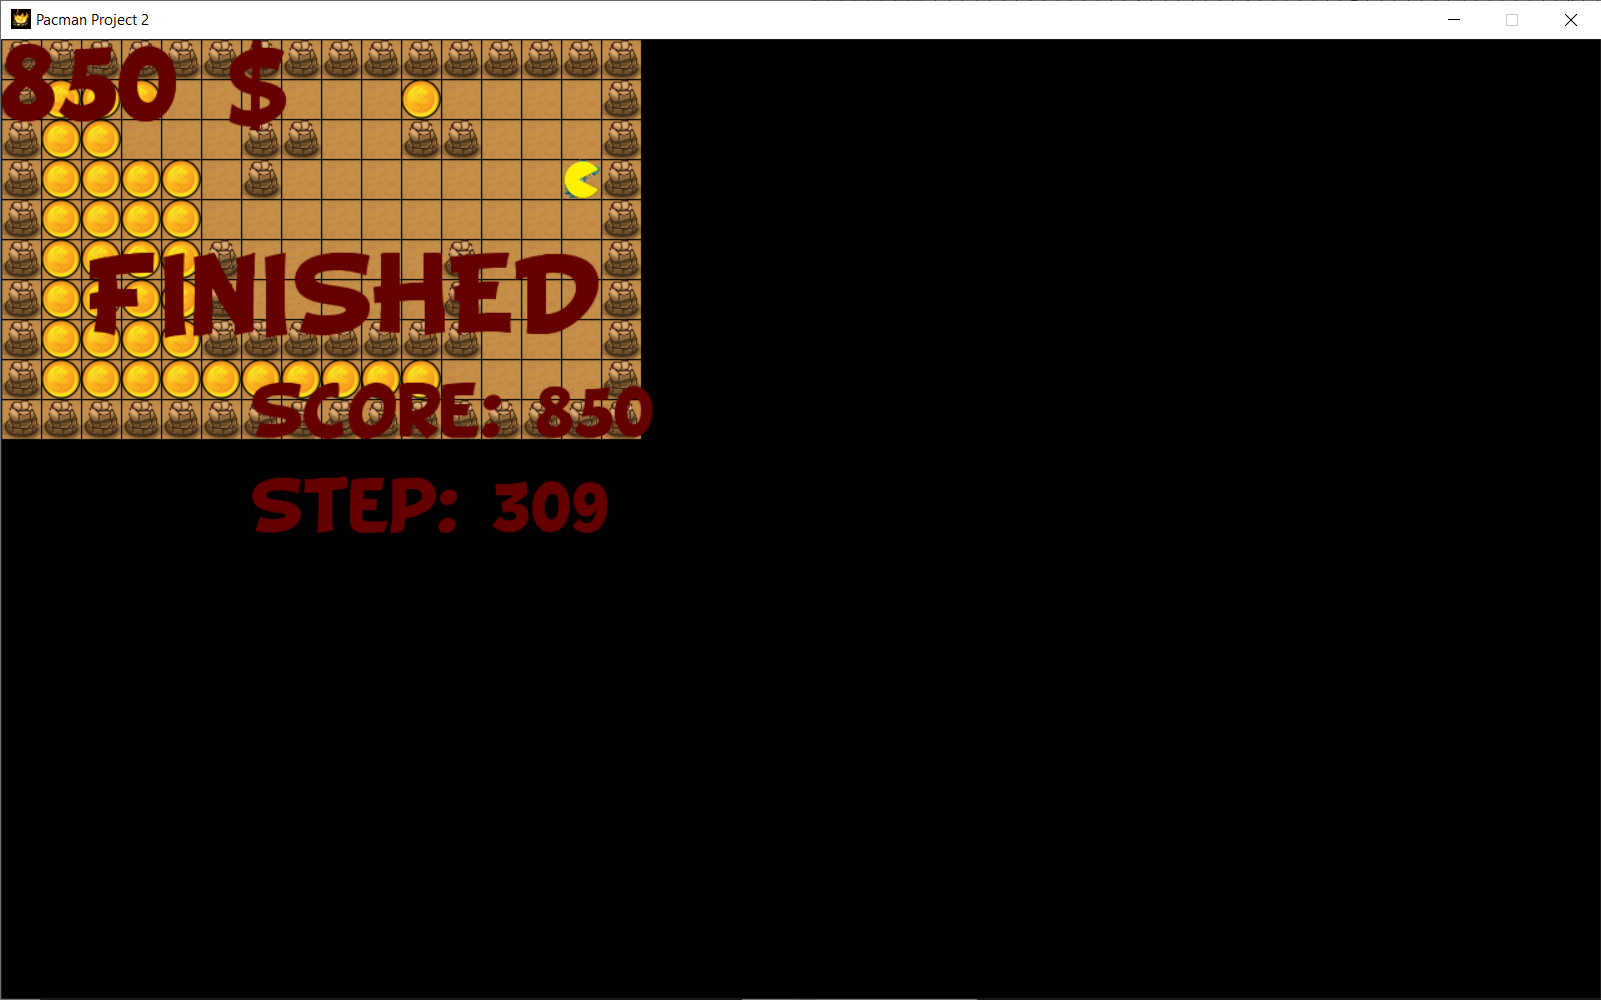 Pacman Project 2
850 $
FINISHED
SCORE: 850
STEP: 309